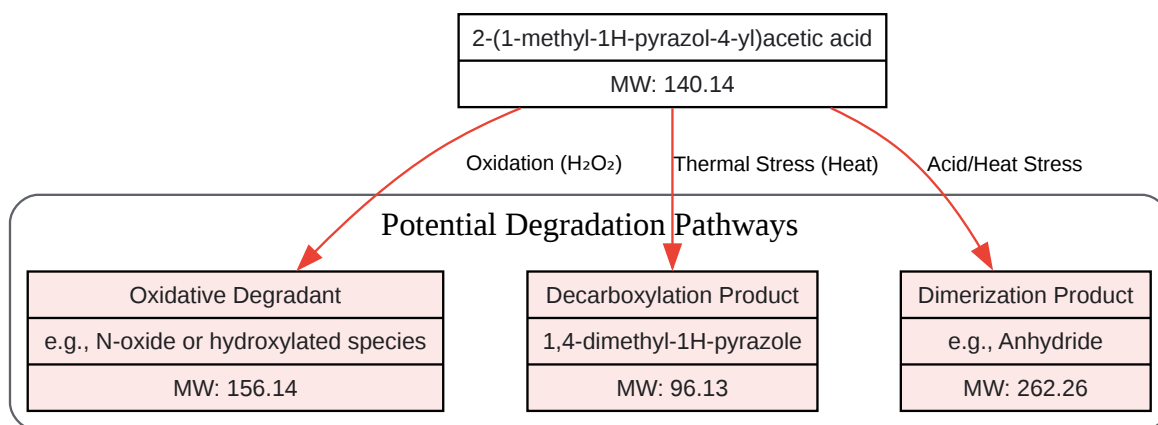 2-(1-methyl-1H-pyrazol-4-yl)acetic acid
MW: 140.14
Oxidation (H₂O₂)
Thermal Stress (Heat)
Acid/Heat Stress
Potential Degradation Pathways
Oxidative Degradant
e.g., N-oxide or hydroxylated species
MW: 156.14
Decarboxylation Product
1,4-dimethyl-1H-pyrazole
MW: 96.13
Dimerization Product
e.g., Anhydride
MW: 262.26